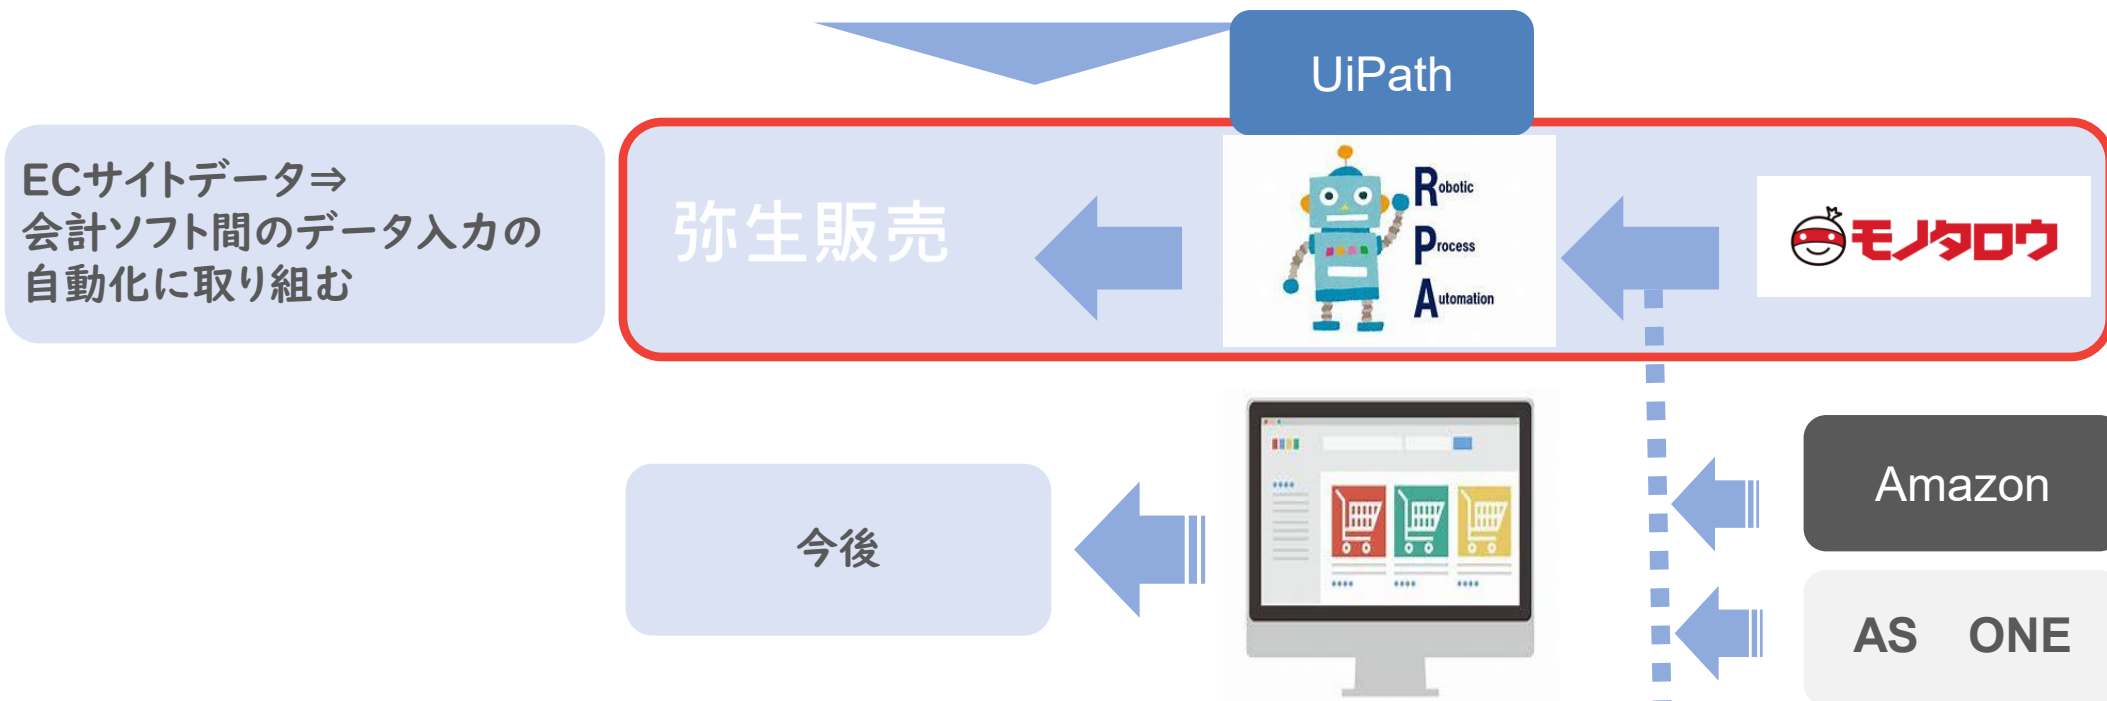 UiPath
ECサイトデータ⇒
会計ソフト間のデータ入力の
自動化に取り組む
弥生販売
Robotic
Process
Automation
モノタロウ
今後
Amazon
AS　ONE